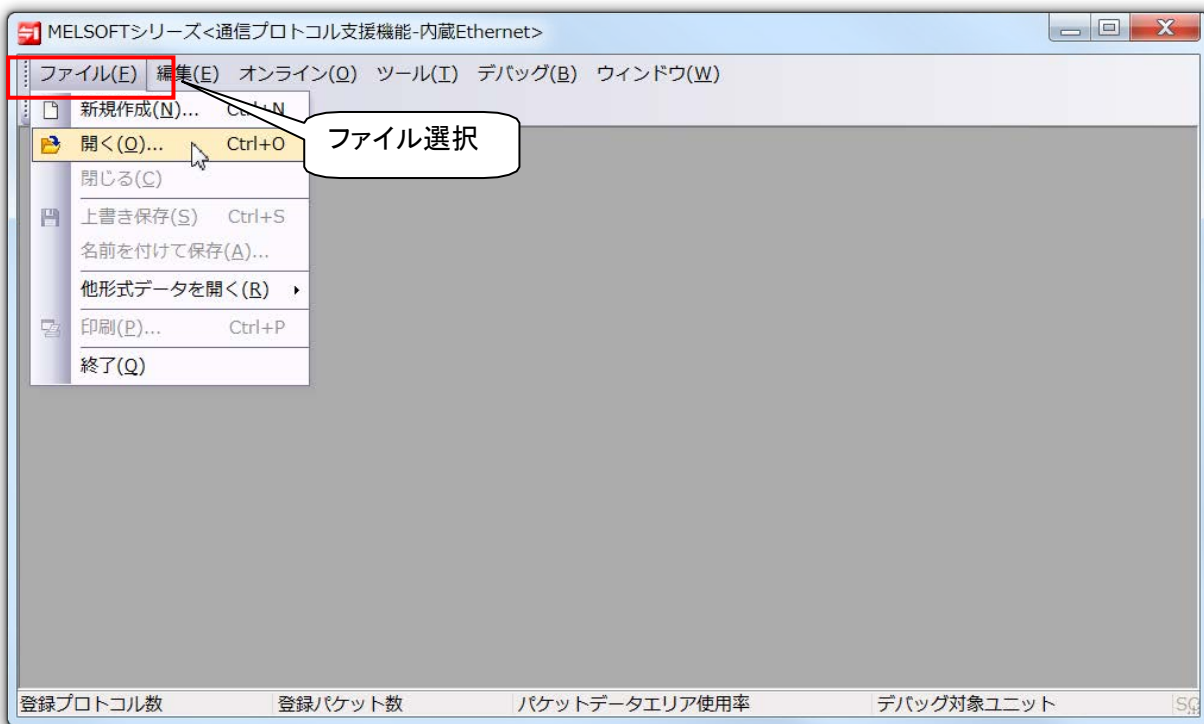 MELSOFTシリーズ<通信プロトコル支援機能-内蔵Ethernet>
ファイル(F) 編集(E) オンライン(O) ツール(T) デバッグ(B) ウィンドウ(W)
新規作成(N)... Ctrl+N
開く(O)... Ctrl+O
ファイル選択
閉じる(C)
上書き保存(S) Ctrl+S
名前を付けて保存(A)...
他形式データを開く(R)
印刷(P)... Ctrl+P
終了(Q)
登録プロトコル数 登録パケット数 パケットデータエリア使用率 デバッグ対象ユニット